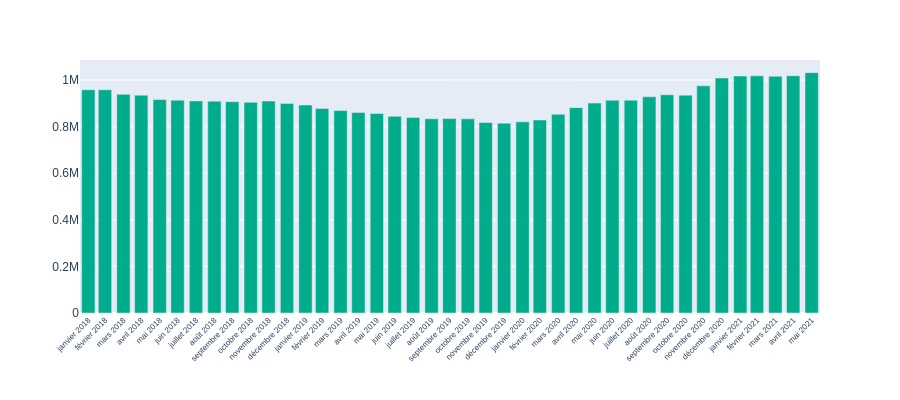 1M
0.8M
0.6M
0.4M
0.2M
0
janvier 2018
février 2018
mars 2018
avril 2018
mai 2018
juin 2018
juillet 2018
août 2018
septembre 2018
octobre 2018
novembre 2018
décembre 2018
janvier 2019
février 2019
mars 2019
avril 2019
mai 2019
juin 2019
juillet 2019
août 2019
septembre 2019
octobre 2019
novembre 2019
décembre 2019
janvier 2020
février 2020
mars 2020
avril 2020
mai 2020
juin 2020
juillet 2020
août 2020
septembre 2020
octobre 2020
novembre 2020
décembre 2020
janvier 2021
février 2021
mars 2021
avril 2021
mai 2021